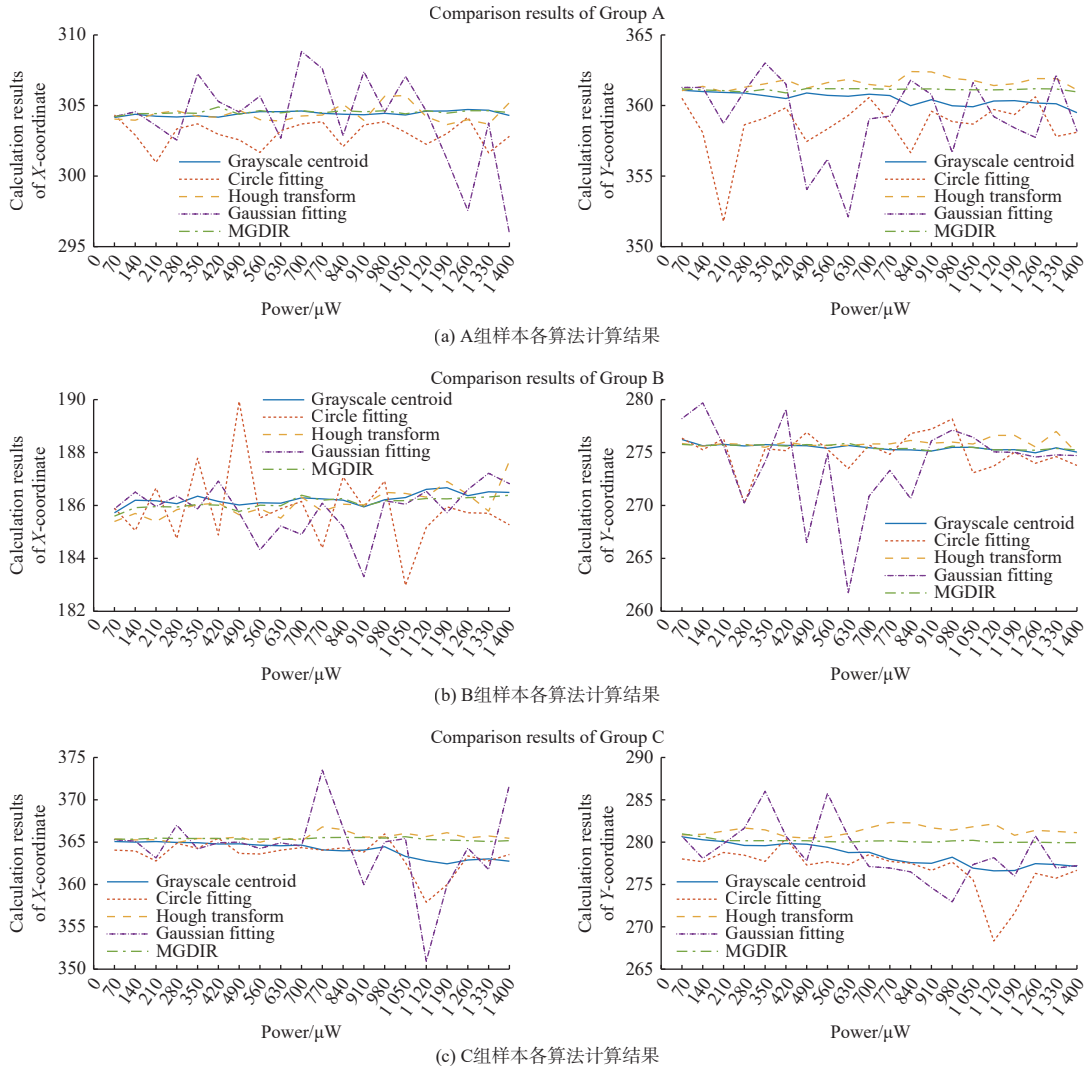 Comparison results of Group A
310
305
300
295
Calculation results
of X-coordinate
Grayscale centroid
Circle fitting
Hough transform
Gaussian fitting
MGDIR
0 70 140 210 280 350 420 490 560 630 700 770 840 910 980 1 050 1 120 1 190 1 260 1 330 1 400
Power/μW
365
360
355
350
Calculation results
of Y-coordinate
Grayscale centroid
Circle fitting
Hough transform
Gaussian fitting
MGDIR
0 70 140 210 280 350 420 490 560 630 700 770 840 910 980 1 050 1 120 1 190 1 260 1 330 1 400
Power/μW
(a) A组样本各算法计算结果
Comparison results of Group B
190
188
186
184
182
Calculation results
of X-coordinate
Grayscale centroid
Circle fitting
Hough transform
Gaussian fitting
MGDIR
0 70 140 210 280 350 420 490 560 630 700 770 840 910 980 1 050 1 120 1 190 1 260 1 330 1 400
Power/μW
280
275
270
265
260
Calculation results
of Y-coordinate
Grayscale centroid
Circle fitting
Hough transform
Gaussian fitting
MGDIR
0 70 140 210 280 350 420 490 560 630 700 770 840 910 980 1 050 1 120 1 190 1 260 1 330 1 400
Power/μW
(b) B组样本各算法计算结果
Comparison results of Group C
375
370
365
360
355
350
Calculation results
of X-coordinate
Grayscale centroid
Circle fitting
Hough transform
Gaussian fitting
MGDIR
0 70 140 210 280 350 420 490 560 630 700 770 840 910 980 1 050 1 120 1 190 1 260 1 330 1 400
Power/μW
290
285
280
275
270
265
Calculation results
of Y-coordinate
Grayscale centroid
Circle fitting
Hough transform
Gaussian fitting
MGDIR
0 70 140 210 280 350 420 490 560 630 700 770 840 910 980 1 050 1 120 1 190 1 260 1 330 1 400
Power/μW
(c) C组样本各算法计算结果